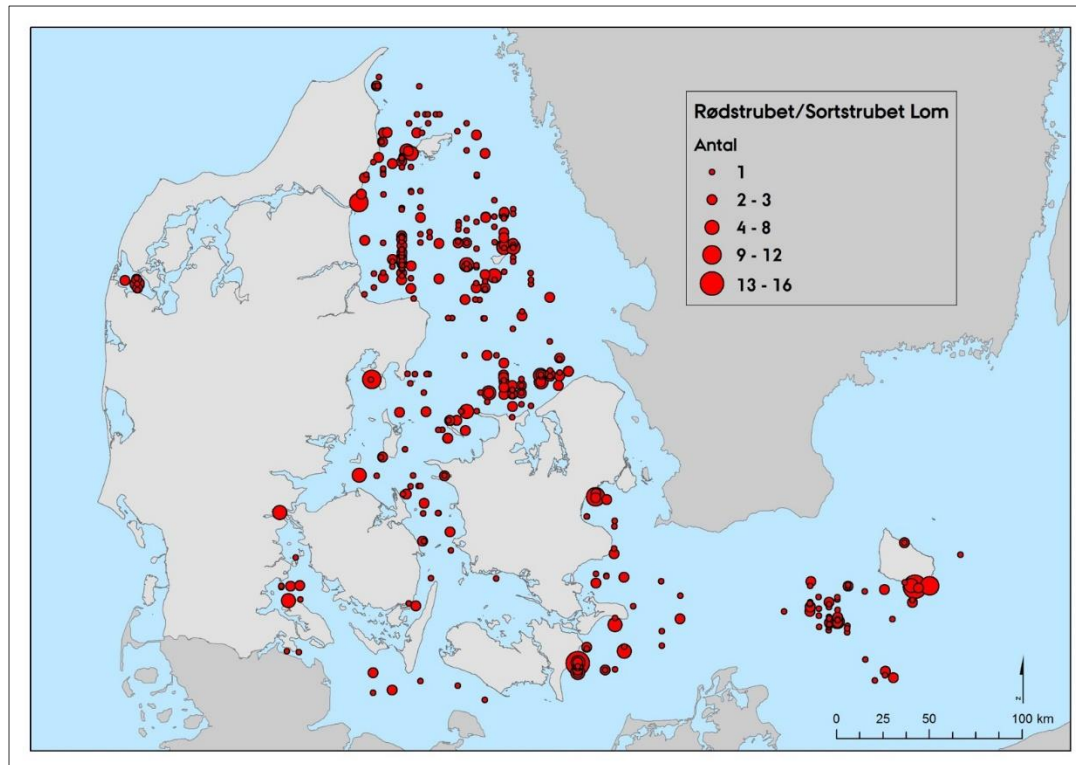 Rødstrubet/Sortstrubet Lom
Antal
1
2 - 3
4 - 8
9 - 12
13 - 16
N
0 25 50 100 km